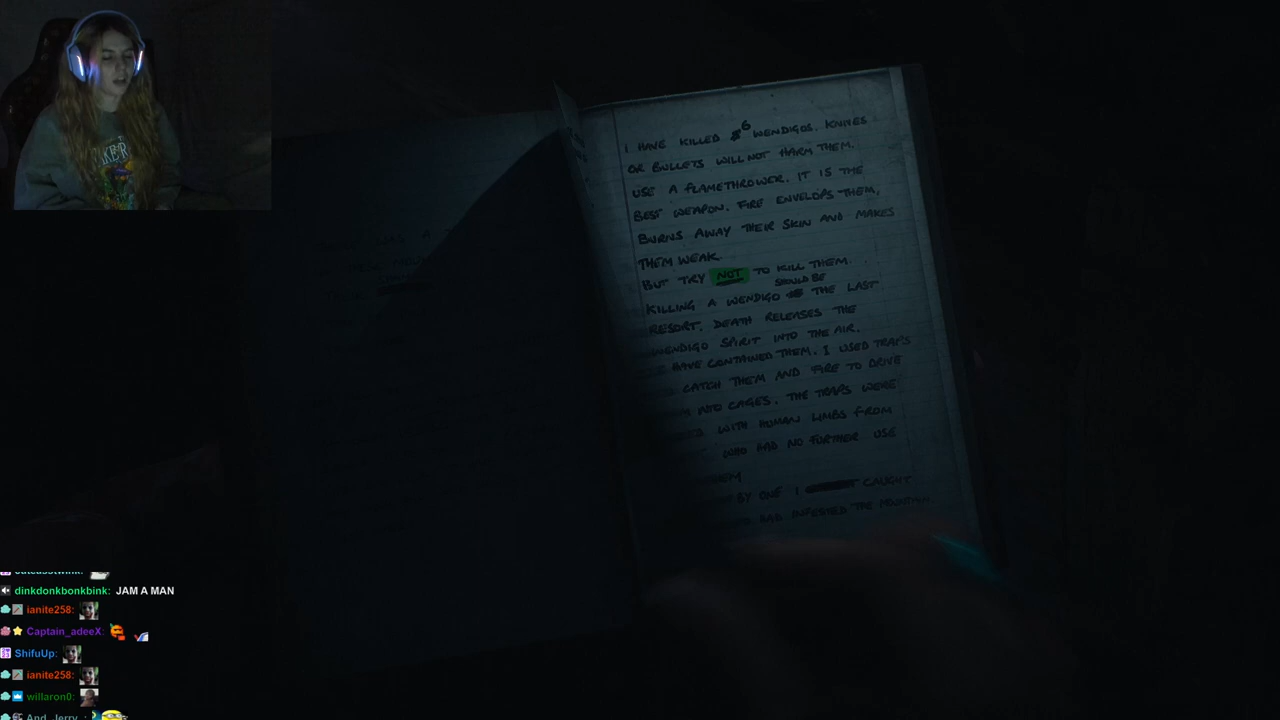 I HAVE KILLED 6 WENDIGOS. KNIVES
OR BULLETS WILL NOT HARM THEM.
USE A FLAMETHROWER. IT IS THE
BEST WEAPON. FIRE ENVELOPS THEM,
BURNS AWAY THEIR SKIN AND MAKES
THEM WEAK.
BUT TRY NOT TO KILL THEM.
KILLING A WENDIGO SHOULD BE THE LAST
RESORT. DEATH RELEASES THE
WENDIGO SPIRIT INTO THE AIR.
HAVE CONTAINED THEM. I USED TRAPS
CATCH THEM AND FIRE TO DRIVE
INTO CAGES. THE TRAPS WERE
WITH HUMAN LIMBS FROM
WHO HAD NO FURTHER USE
THEM
BY ONE I CAUGHT
HAD INFESTED THE MOUNTAIN
dinkdonkbonkbink: JAM A MAN
ianite258:
Captain_adeeX:
ShifuUp:
ianite258:
willaron0:
And_Jerry_: